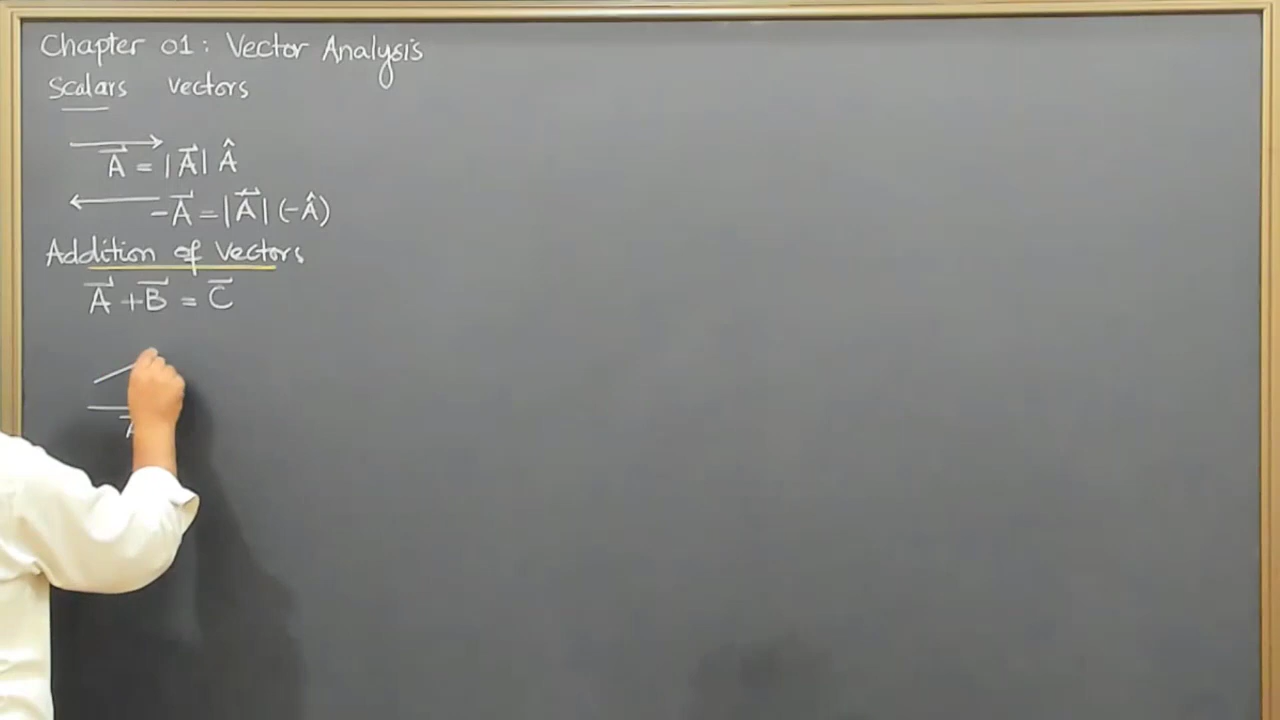 Chapter 01: Vector Analysis
Scalars vectors
A⃗ = |A⃗| Â
-A⃗ = |A⃗| (-Â)
Addition of Vectors
A⃗ + B⃗ = C⃗